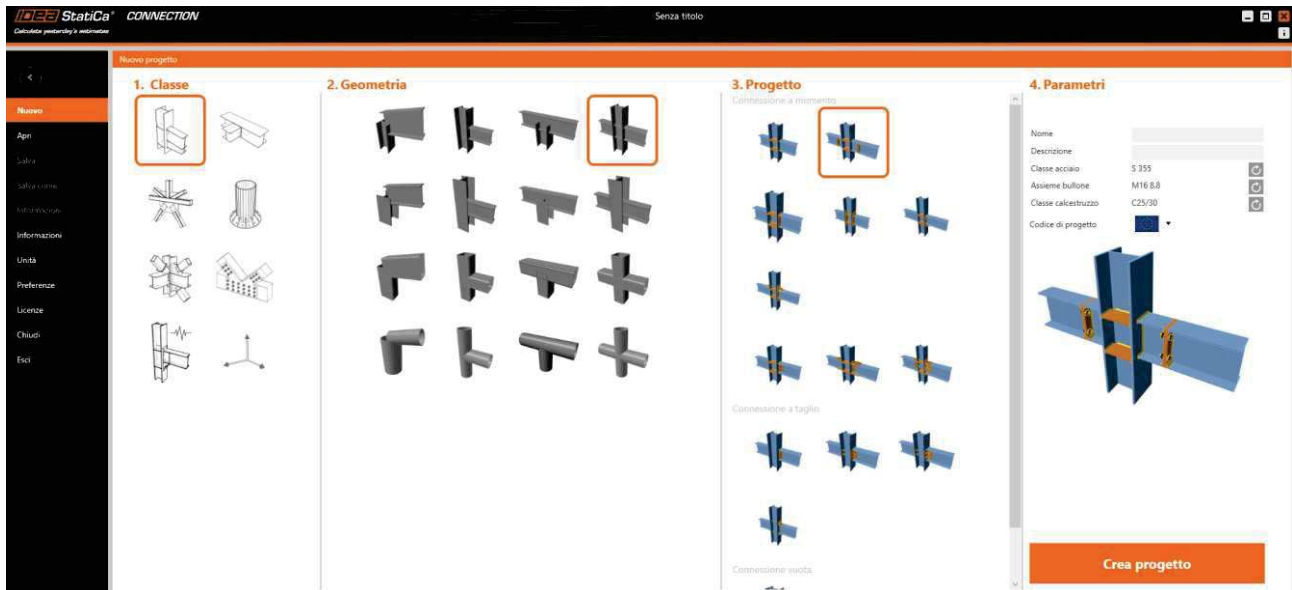 IDEA StatiCa® CONNECTION
Senza titolo
Calculate yesterday's estimates
Nuovo progetto
Nuovo
Apri
Salva
Salva come
Informazioni
Unità
Preferenze
Licenze
Chiudi
Esci
1. Classe
2. Geometria
3. Progetto
Connessione a momento
Connessione a taglio
Connessione vuota
4. Parametri
Nome
Descrizione
Classe acciaio S 355
Assieme bullone M16 8.8
Classe calcestruzzo C25/30
Codice di progetto
Crea progetto